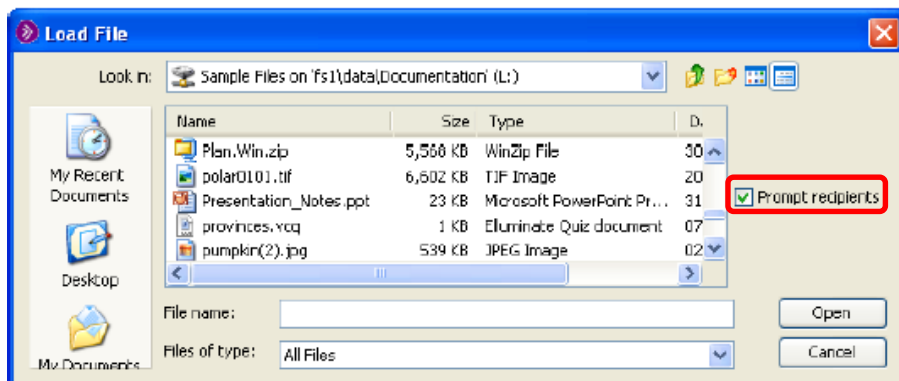 Load File
Look in: Sample Files on 'fs1\data\Documentation' (L:)
Name Size Type D.
Plan.Win.zip 5,568 KB WinZip File 30
polar0101.tif 6,602 KB TIF Image 20
Presentation_Notes.ppt 23 KB Microsoft PowerPoint Pr... 31
provinces.vcq 1 KB Elluminate Quiz document 07
pumpkin(2).jpg 539 KB JPEG Image 02
My Recent
Documents
Desktop
My Documents
Prompt recipients
File name:
Open
Files of type: All Files
Cancel